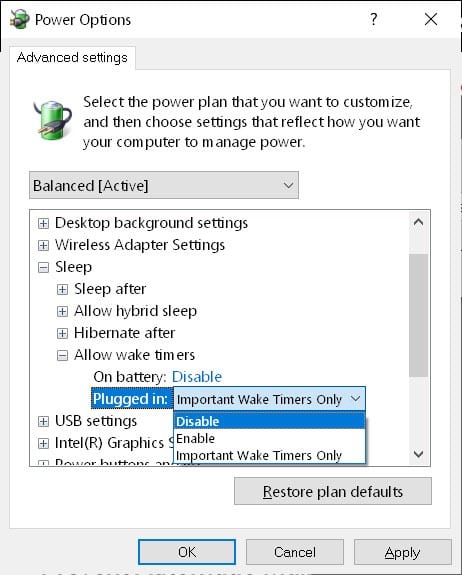 Power Options
?
Advanced settings
Select the power plan that you want to customize,
and then choose settings that reflect how you want
your computer to manage power.
Balanced [Active]
Desktop background settings
Wireless Adapter Settings
Sleep
Sleep after
Allow hybrid sleep
Hibernate after
Allow wake timers
On battery: Disable
Plugged in: Important Wake Timers Only
Disable
USB settings
Enable
Intel(R) Graphics S
Important Wake Timers Only
Power buttons and
Restore plan defaults
OK
Cancel
Apply